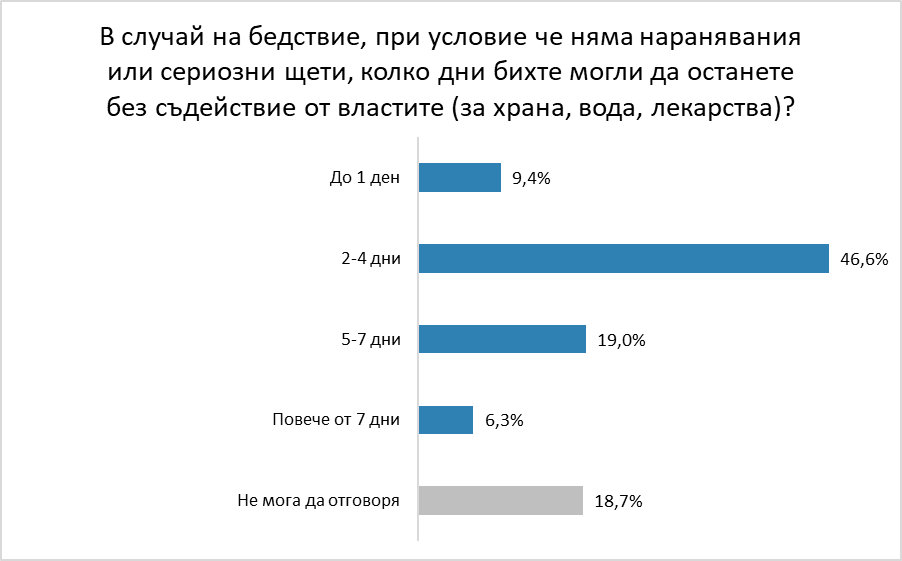 В случай на бедствие, при условие че няма наранявания
или сериозни щети, колко дни бихте могли да останете
без съдействие от властите (за храна, вода, лекарства)?
До 1 ден
9,4%
2-4 дни
46,6%
5-7 дни
19,0%
Повече от 7 дни
6,3%
Не мога да отговоря
18,7%